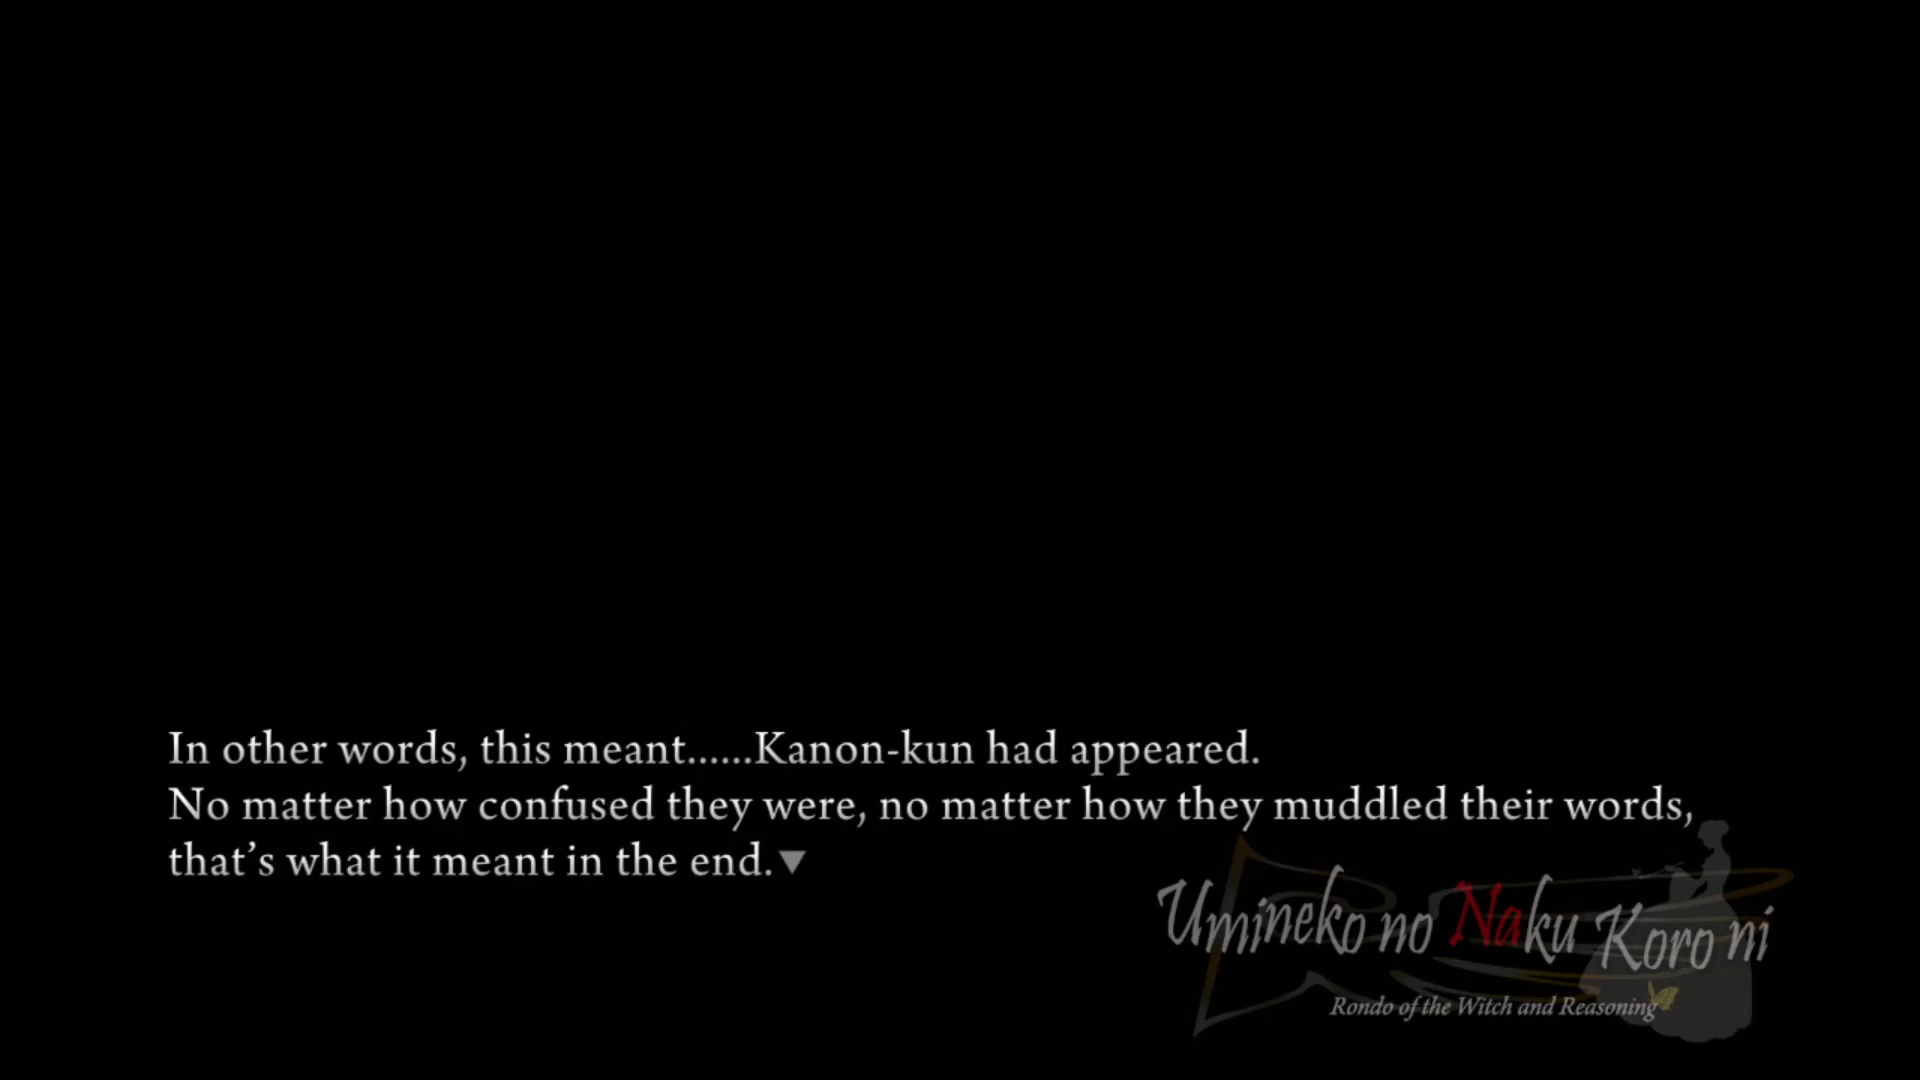 In other words, this meant......Kanon-kun had appeared.
No matter how confused they were, no matter how they muddled their words,
that’s what it meant in the end.
Umineko no Naku Koro ni
Rondo of the Witch and Reasoning